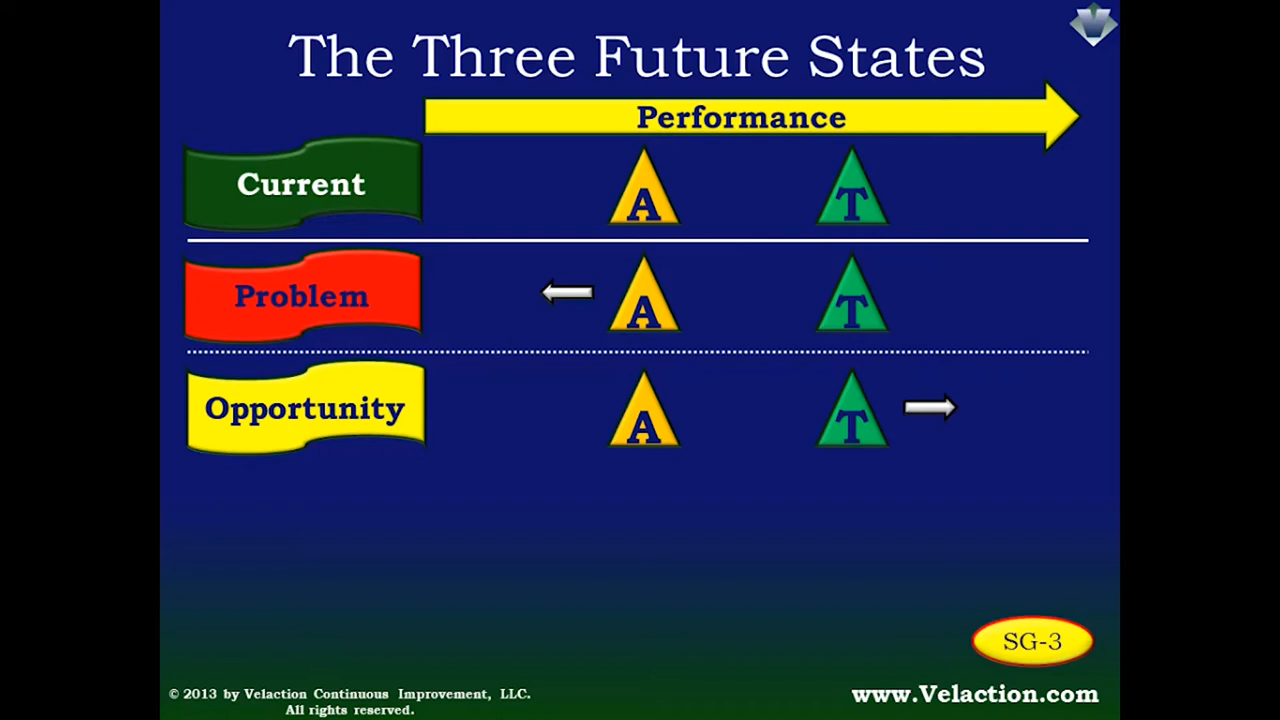 The Three Future States
Performance
Current
A T
Problem
A T
Opportunity
A T
SG-3
© 2013 by Velaction Continuous Improvement, LLC.
All rights reserved.
www.Velaction.com